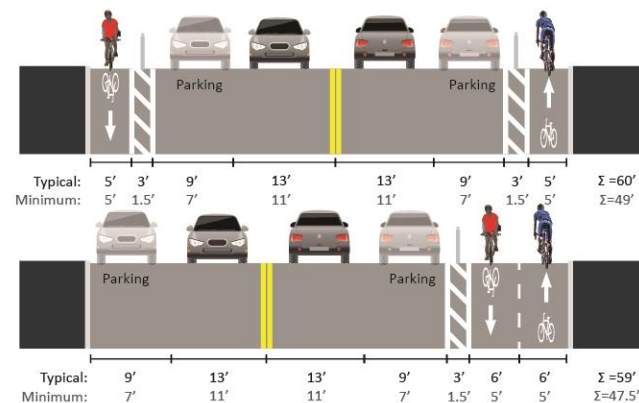 Parking Parking
Typical: 5' 3' 9' 13' 13' 9' 3' 5' Σ =60'
Minimum: 5' 1.5' 7' 11' 11' 7' 1.5' 5' Σ=49'
Parking Parking
Typical: 9' 13' 13' 9' 3' 6' 6' Σ =59'
Minimum: 7' 11' 11' 7' 1.5' 5' 5' Σ=47.5'